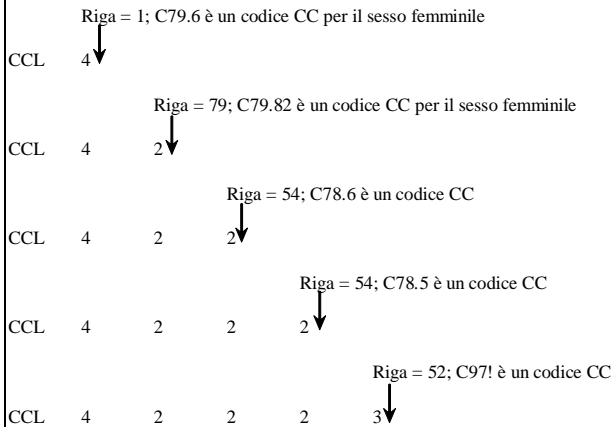 Riga = 1; C79.6 è un codice CC per il sesso femminile
CCL 4
Riga = 79; C79.82 è un codice CC per il sesso femminile
CCL 4 2
Riga = 54; C78.6 è un codice CC
CCL 4 2 2
Riga = 54; C78.5 è un codice CC
CCL 4 2 2 2
Riga = 52; C97! è un codice CC
CCL 4 2 2 2 3